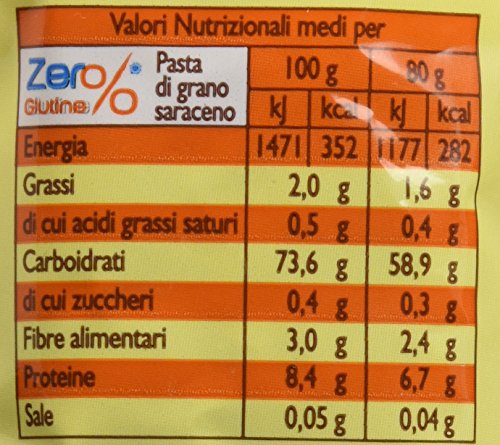 Valori Nutrizionali medi per
Zer%
Glutine
Pasta
di grano
saraceno
100 g 80 g
kJ kcal kJ kcal
Energia 1471 352 1177 282
Grassi 2,0 g 1,6 g
di cui acidi grassi saturi 0,5 g 0,4 g
Carboidrati 73,6 g 58,9 g
di cui zuccheri 0,4 g 0,3 g
Fibre alimentari 3,0 g 2,4 g
Proteine 8,4 g 6,7 g
Sale 0,05 g 0,04 g